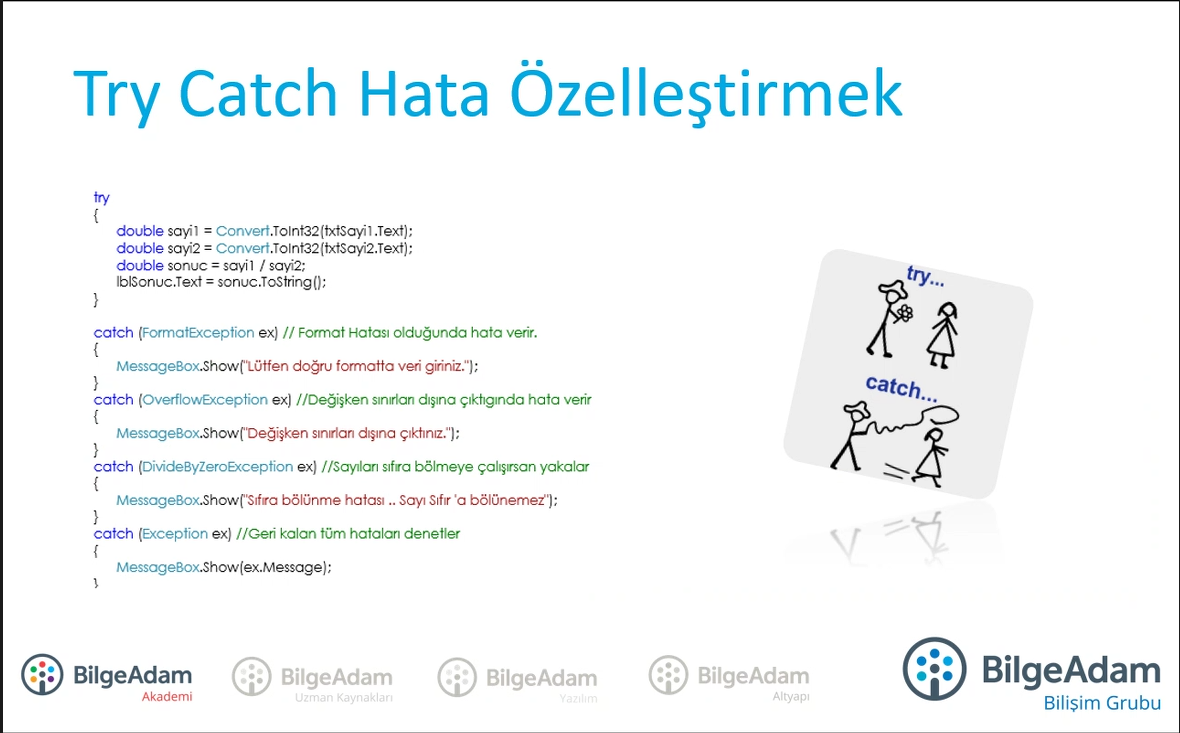 Try Catch Hata Özelleştirmek
try
{
double sayi1 = Convert.ToInt32(txtSayi1.Text);
double sayi2 = Convert.ToInt32(txtSayi2.Text);
double sonuc = sayi1 / sayi2;
lblSonuc.Text = sonuc.ToString();
}
catch (FormatException ex) // Format Hatası olduğunda hata verir.
{
MessageBox.Show("Lütfen doğru formatta veri giriniz.");
}
catch (OverflowException ex) //Değişken sınırları dışına çıktıgında hata verir
{
MessageBox.Show("Değişken sınırları dışına çıktınız.");
}
catch (DivideByZeroException ex) //Sayıları sıfıra bölmeye çalışırsan yakalar
{
MessageBox.Show("Sıfıra bölünme hatası .. Sayı Sıfır 'a bölünemez");
}
catch (Exception ex) //Geri kalan tüm hataları denetler
{
MessageBox.Show(ex.Message);
}
try...
catch...
BilgeAdam
Akademi
BilgeAdam
Uzman Kaynakları
BilgeAdam
Yazılım
BilgeAdam
Altyapı
BilgeAdam
Bilişim Grubu